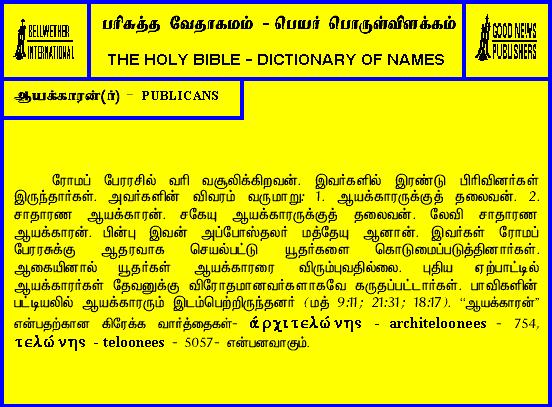 BELLWETHER
INTERNATIONAL
பரிசுத்த வேதாகமம் - பெயர் பொருள்விளக்கம்
THE HOLY BIBLE - DICTIONARY OF NAMES
GOOD NEWS
PUBLISHERS
ஆயக்காரன்(ர்) - PUBLICANS
ரோமப் பேரரசில் வரி வசூலிக்கிறவன். இவர்களில் இரண்டு பிரிவினர்கள்
இருந்தார்கள். அவர்களின் விவரம் வருமாறு: 1. ஆயக்காரருக்குத் தலைவன். 2.
சாதாரண ஆயக்காரன். சகேயு ஆயக்காரருக்குத் தலைவன். லேவி சாதாரண
ஆயக்காரன். பின்பு இவன் அப்போஸ்தலர் மத்தேயு ஆனான். இவர்கள் ரோமப்
பேரரசுக்கு ஆதரவாக செயல்பட்டு யூதர்களை கொடுமைப்படுத்தினார்கள்.
ஆகையினால் யூதர்கள் ஆயக்காரரை விரும்புவதில்லை. புதிய ஏற்பாட்டில்
ஆயக்காரர்கள் தேவனுக்கு விரோதமானவர்களாகவே கருதப்பட்டார்கள். பாவிகளின்
பட்டியலில் ஆயக்காரரும் இடம்பெற்றிருந்தனர் (மத் 9:11; 21:31; 18:17). “ஆயக்காரன்”
என்பதற்கான கிரேக்க வார்த்தைகள்- ἀρχιτελώνης - architeloonees - 754,
τελώνης - teloonees - 5057- என்பனவாகும்.